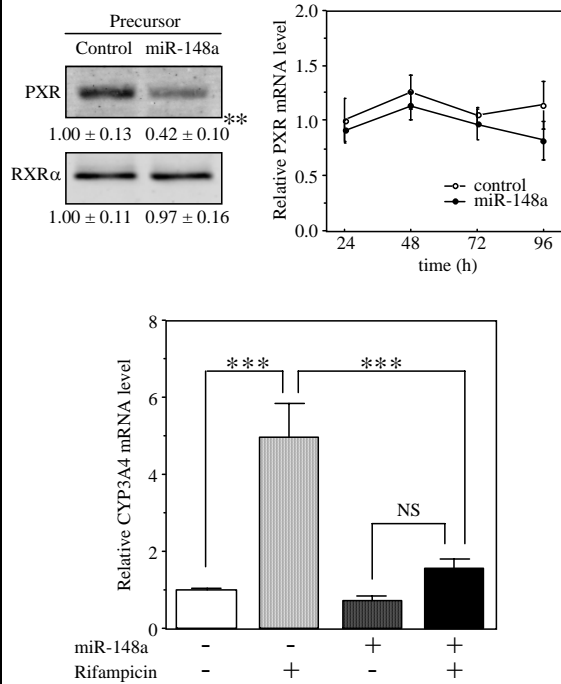 Precursor
Control miR-148a
PXR
**
1.00 ± 0.13 0.42 ± 0.10
RXRα
1.00 ± 0.11 0.97 ± 0.16
Relative PXR mRNA level
2.0
1.5
1.0
0.5
0.0
control
miR-148a
24 48 72 96
time (h)
Relative CYP3A4 mRNA level
8
6
4
2
0
*** ***
NS
miR-148a - - + +
Rifampicin - + - +